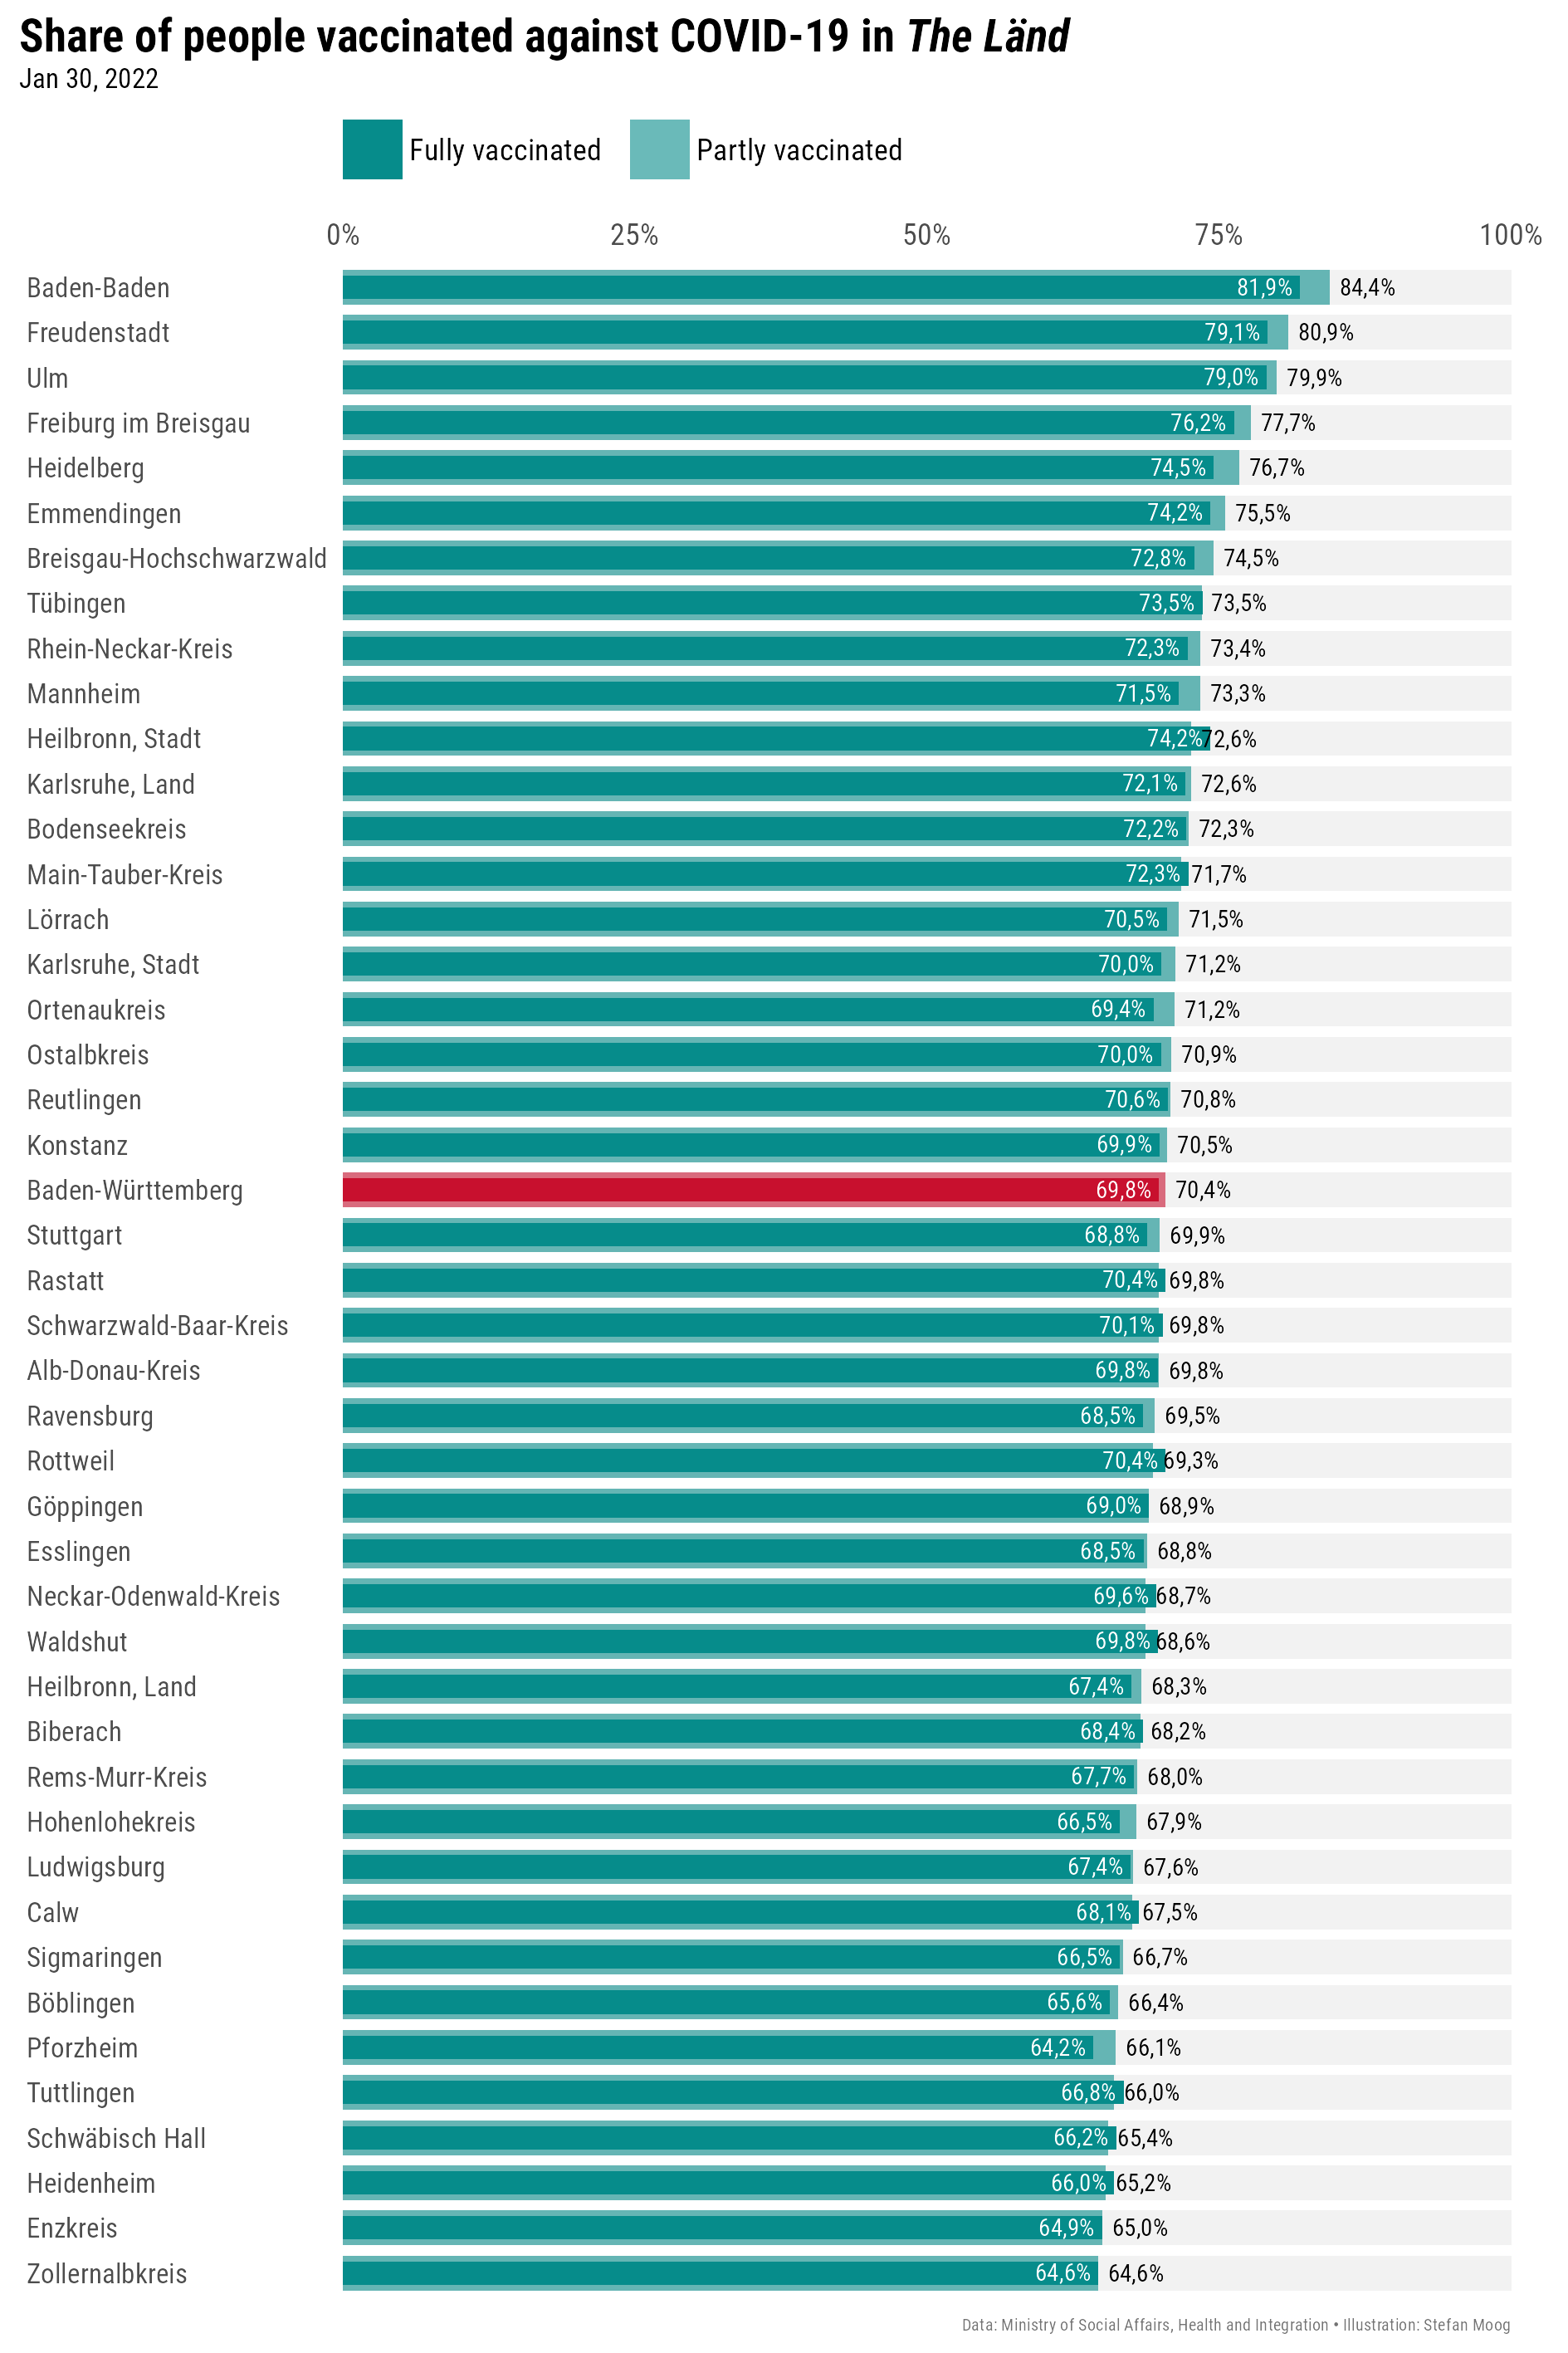 Share of people vaccinated against COVID-19 in The Länd
Jan 30, 2022
Fully vaccinated Partly vaccinated
0% 25% 50% 75% 100%
Baden-Baden 81,9% 84,4%
Freudenstadt 79,1% 80,9%
Ulm 79,0% 79,9%
Freiburg im Breisgau 76,2% 77,7%
Heidelberg 74,5% 76,7%
Emmendingen 74,2% 75,5%
Breisgau-Hochschwarzwald 72,8% 74,5%
Tübingen 73,5% 73,5%
Rhein-Neckar-Kreis 72,3% 73,4%
Mannheim 71,5% 73,3%
Heilbronn, Stadt 74,2% 72,6%
Karlsruhe, Land 72,1% 72,6%
Bodenseekreis 72,2% 72,3%
Main-Tauber-Kreis 72,3% 71,7%
Lörrach 70,5% 71,5%
Karlsruhe, Stadt 70,0% 71,2%
Ortenaukreis 69,4% 71,2%
Ostalbkreis 70,0% 70,9%
Reutlingen 70,6% 70,8%
Konstanz 69,9% 70,5%
Baden-Württemberg 69,8% 70,4%
Stuttgart 68,8% 69,9%
Rastatt 70,4% 69,8%
Schwarzwald-Baar-Kreis 70,1% 69,8%
Alb-Donau-Kreis 69,8% 69,8%
Ravensburg 68,5% 69,5%
Rottweil 70,4% 69,3%
Göppingen 69,0% 68,9%
Esslingen 68,5% 68,8%
Neckar-Odenwald-Kreis 69,6% 68,7%
Waldshut 69,8% 68,6%
Heilbronn, Land 67,4% 68,3%
Biberach 68,4% 68,2%
Rems-Murr-Kreis 67,7% 68,0%
Hohenlohekreis 66,5% 67,9%
Ludwigsburg 67,4% 67,6%
Calw 68,1% 67,5%
Sigmaringen 66,5% 66,7%
Böblingen 65,6% 66,4%
Pforzheim 64,2% 66,1%
Tuttlingen 66,8% 66,0%
Schwäbisch Hall 66,2% 65,4%
Heidenheim 66,0% 65,2%
Enzkreis 64,9% 65,0%
Zollernalbkreis 64,6% 64,6%
Data: Ministry of Social Affairs, Health and Integration • Illustration: Stefan Moog